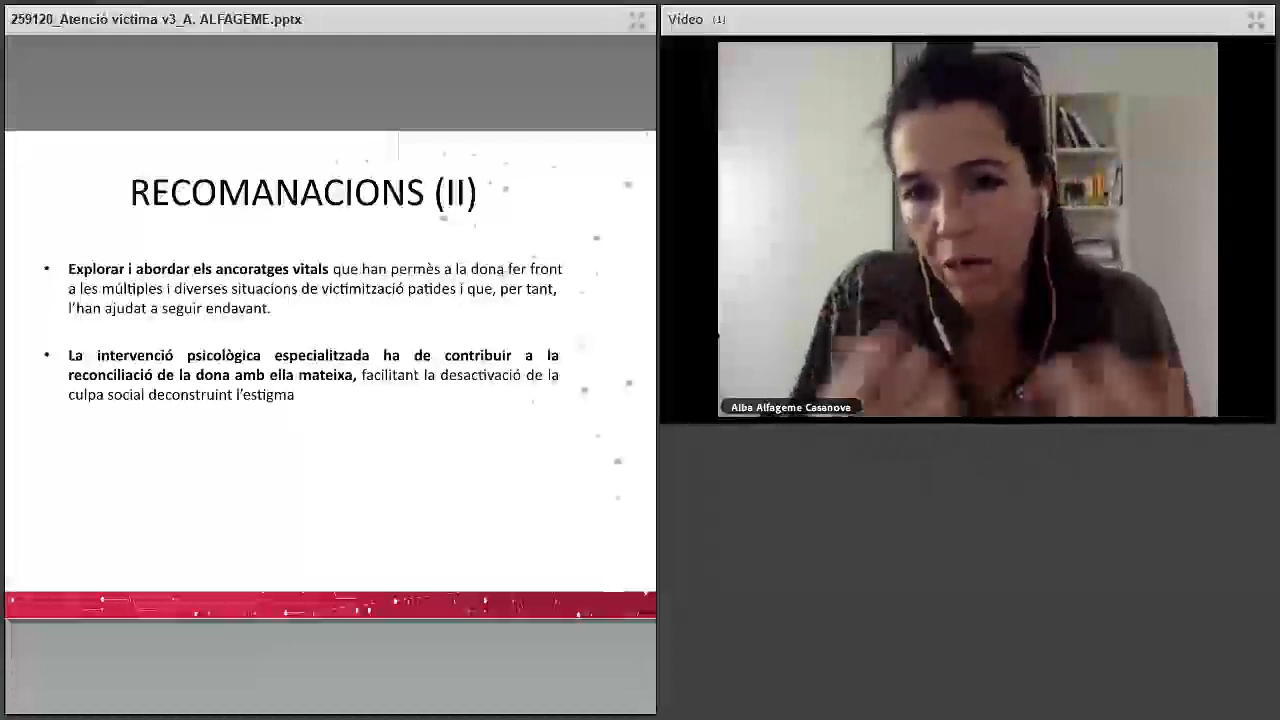 259120_Atenció victima v3_A. ALFAGEME.pptx
Vídeo (1)
RECOMANACIONS (II)
• Explorar i abordar els ancoratges vitals que han permès a la dona fer front
a les múltiples i diverses situacions de victimització patides i que, per tant,
l'han ajudat a seguir endavant.
• La intervenció psicològica especialitzada ha de contribuir a la
reconciliació de la dona amb ella mateixa, facilitant la desactivació de la
culpa social deconstruint l'estigma
Alba Alfageme Casanova